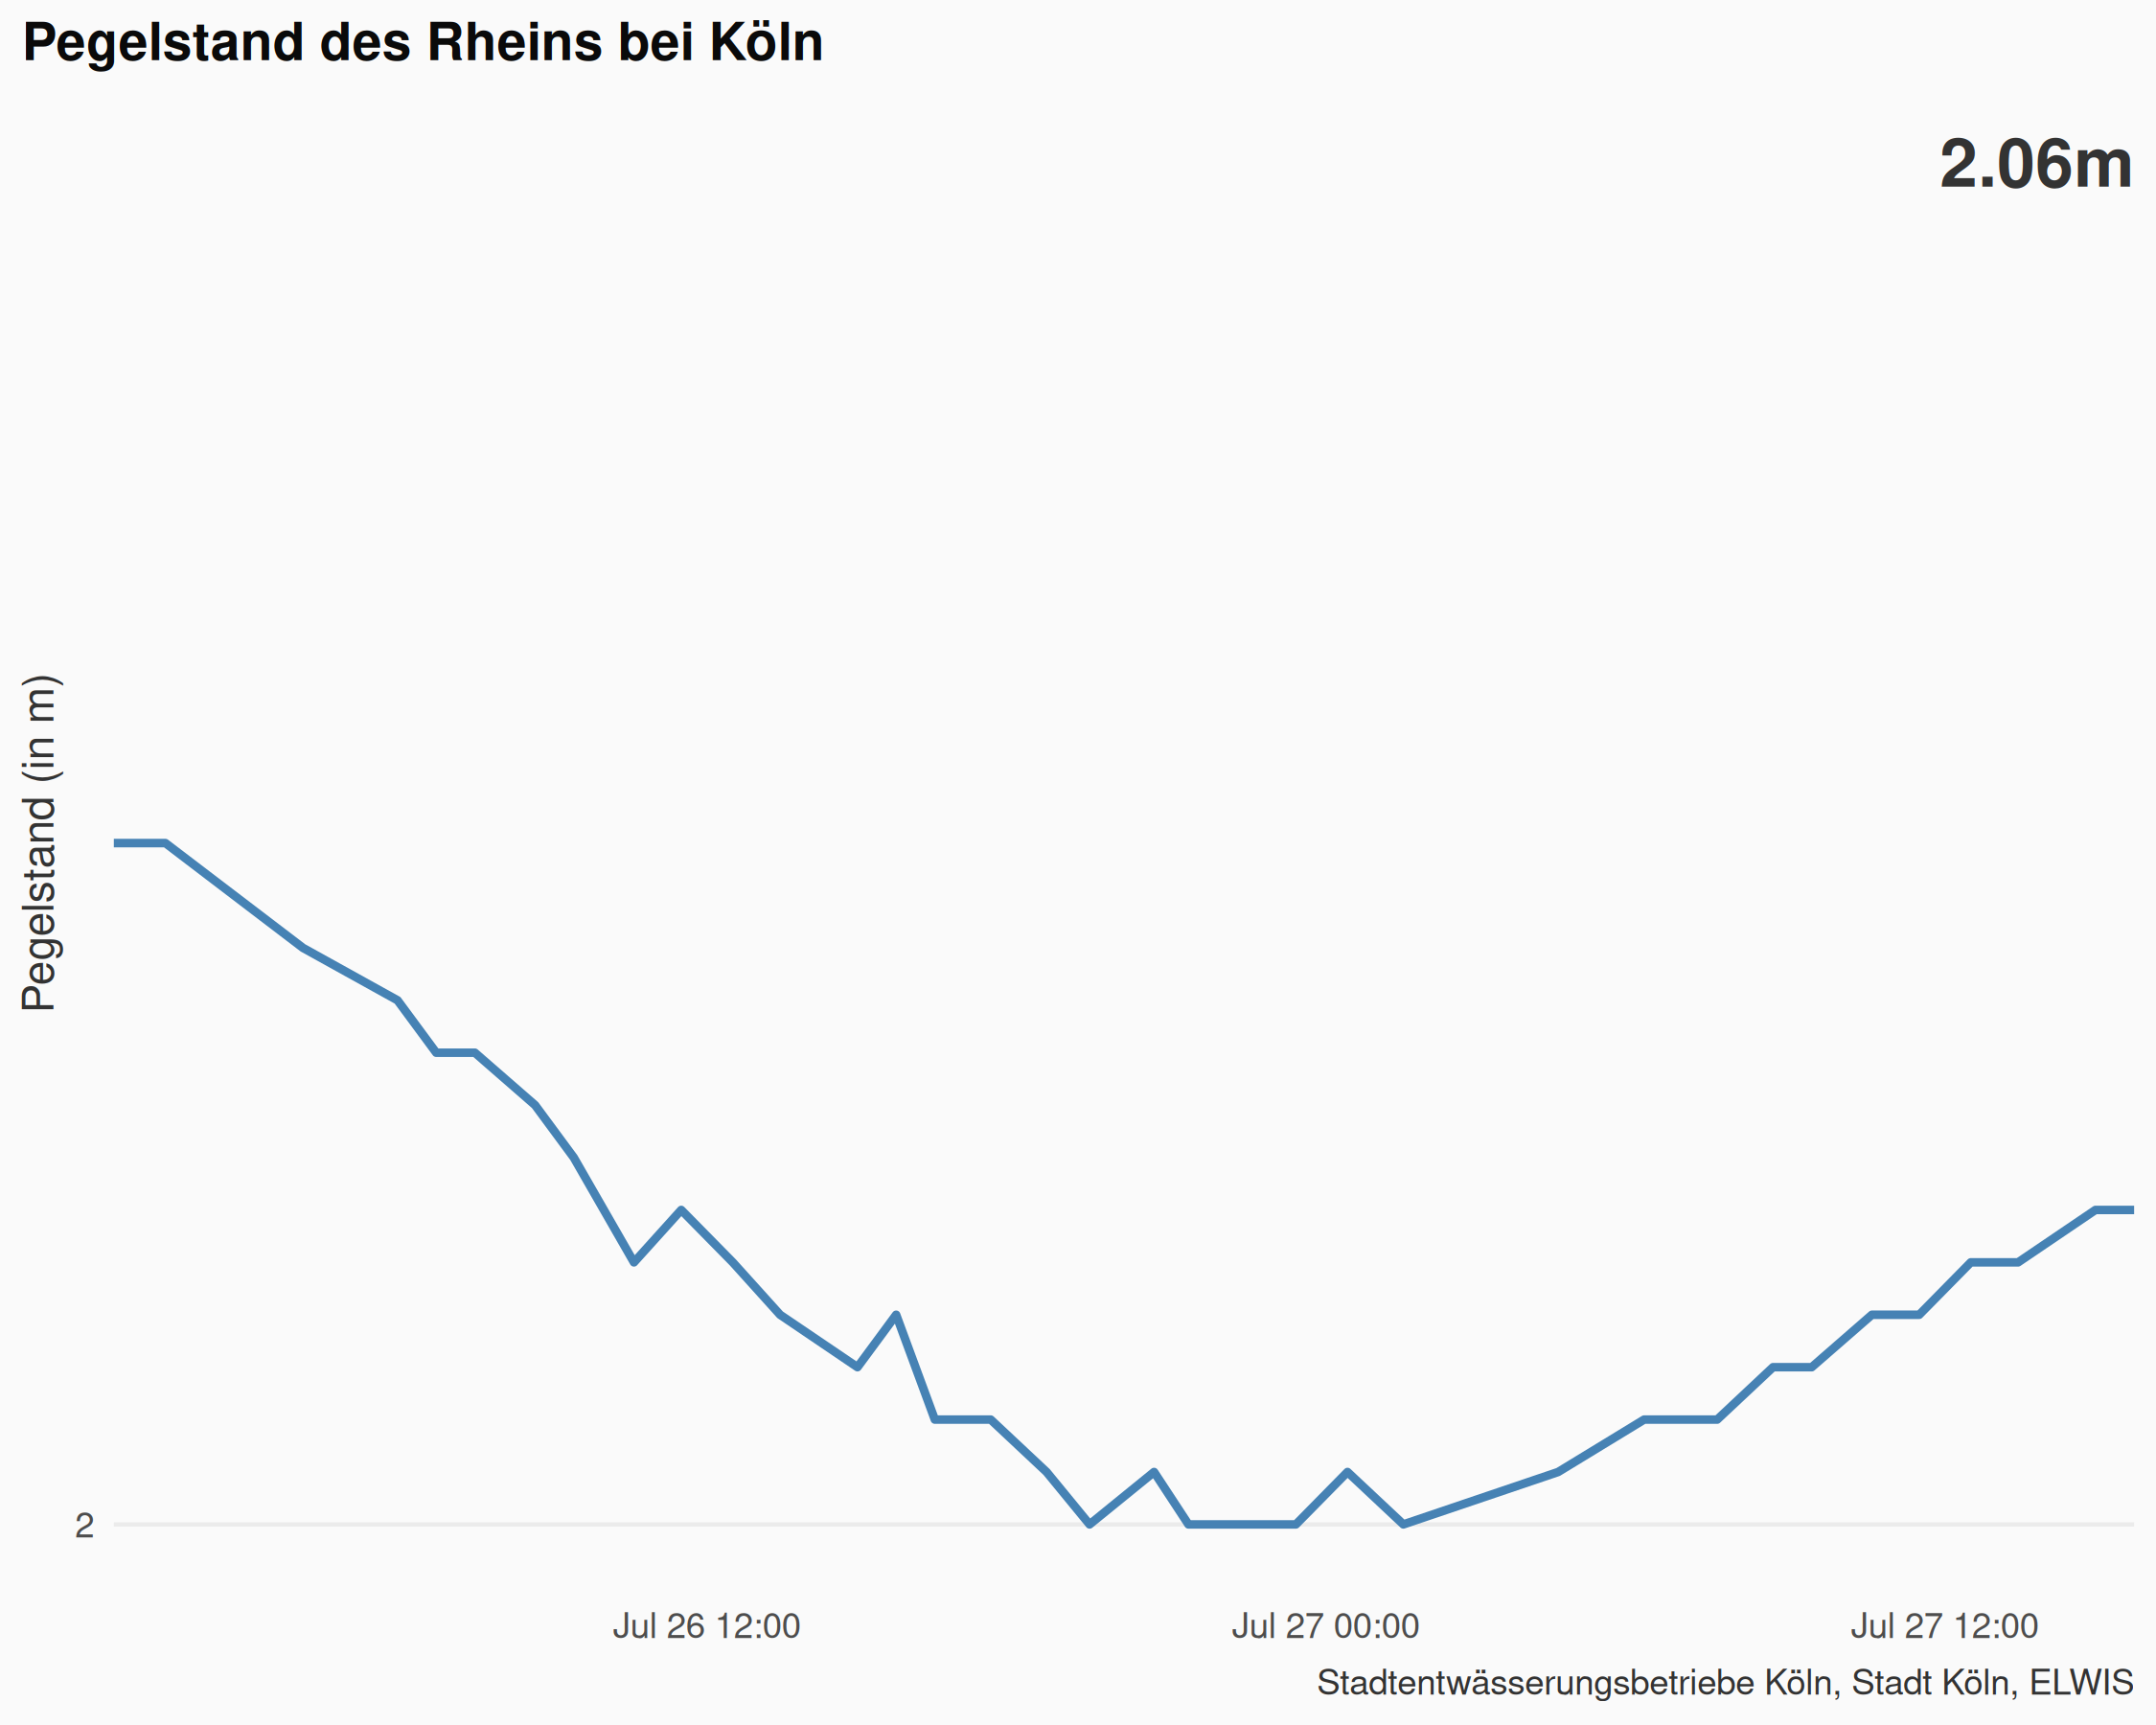 Pegelstand des Rheins bei Köln
2.06m
Pegelstand (in m)
2
Jul 26 12:00
Jul 27 00:00
Jul 27 12:00
Stadtentwässerungsbetriebe Köln, Stadt Köln, ELWIS